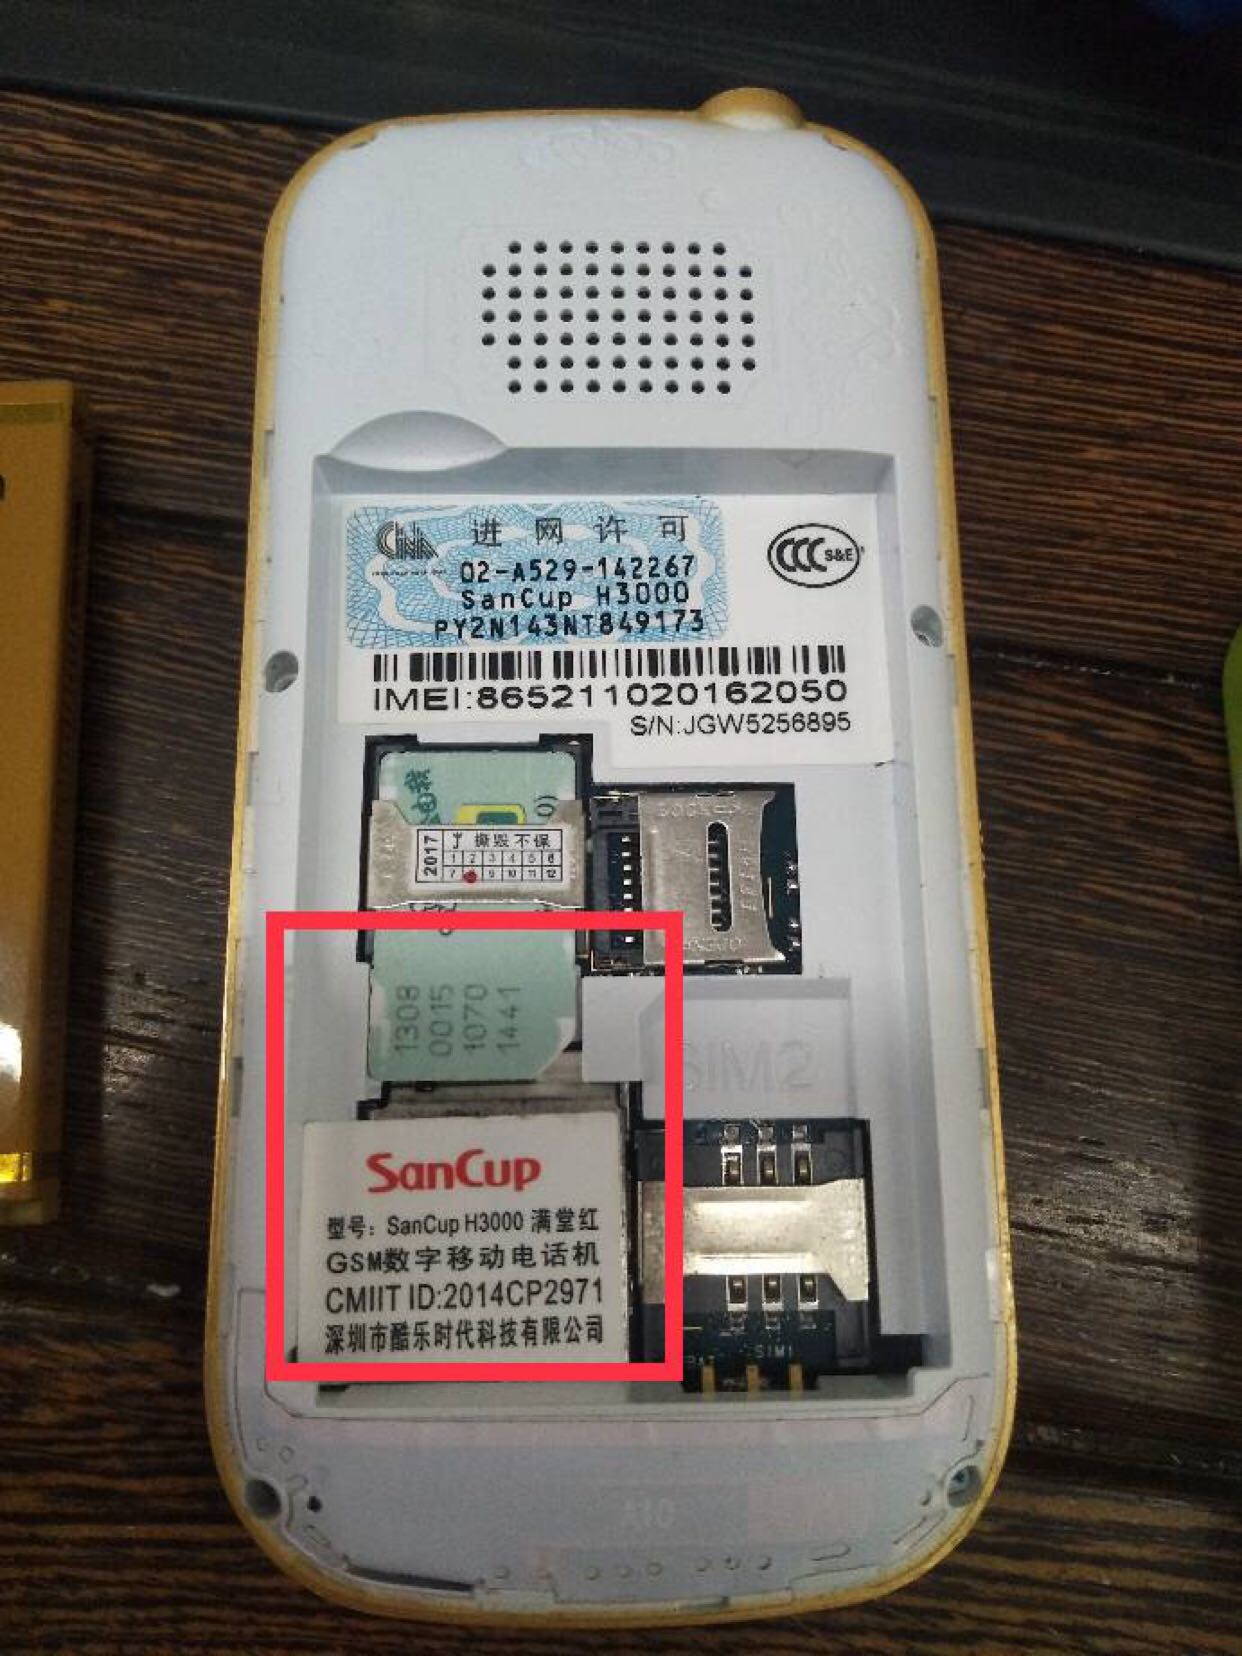 进网许可
02-A529-142267
SanCup H3000
PY2N143NT849173
CCC S&E
IMEI:865211020162050
S/N:JGW5256895
2017 撕毁不保
1 2 3 4 5 6
7 9 10 11 12
1308
0015
1070
1441
SIM2
SanCup
型号：SanCup H3000 满堂红
GSM数字移动电话机
CMIIT ID:2014CP2971
深圳市酷乐时代科技有限公司
SIM1
A10